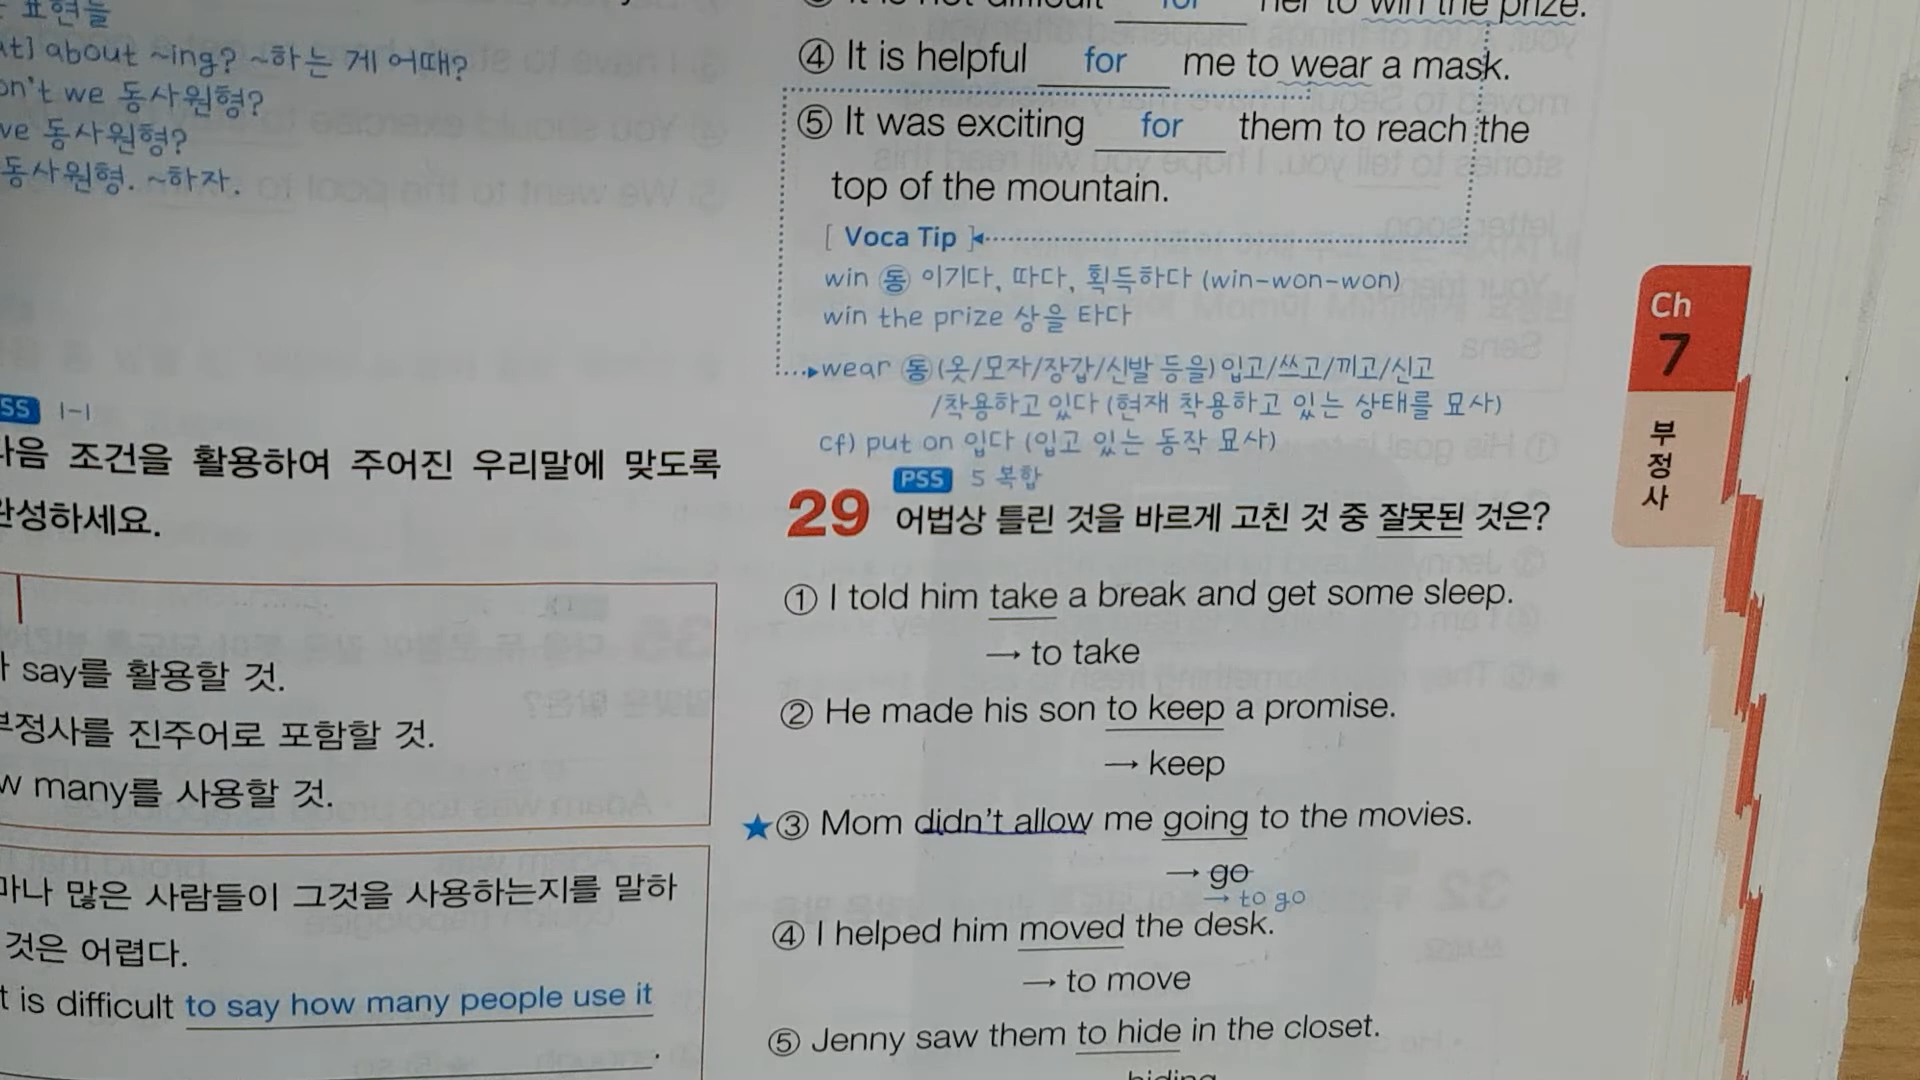 표현들
about ~ing? ~하는 게 어때?
we 동사원형?
동사원형?
동사원형. ~하자.
SS 1-1
조건을 활용하여 주어진 우리말에 맞도록
완성하세요.
say를 활용할 것.
부정사를 진주어로 포함할 것.
many를 사용할 것.
많은 사람들이 그것을 사용하는지를 말하
것은 어렵다.
is difficult to say how many people use it
.
for her to win the prize.
④ It is helpful for me to wear a mask.
⑤ It was exciting for them to reach the
top of the mountain.
[ Voca Tip ]
win 동 이기다, 따다, 획득하다 (win-won-won)
win the prize 상을 타다
wear 동 (옷/모자/장갑/신발 등을) 입고/쓰고/끼고/신고
/착용하고 있다 (현재 착용하고 있는 상태를 묘사)
cf) put on 입다 (입고 있는 동작 묘사)
PSS 5 복합
29 어법상 틀린 것을 바르게 고친 것 중 잘못된 것은?
① I told him take a break and get some sleep.
→ to take
② He made his son to keep a promise.
→ keep
★③ Mom didn't allow me going to the movies.
→ go
→ to go
④ I helped him moved the desk.
→ to move
⑤ Jenny saw them to hide in the closet.
hiding
Ch
7
부정사